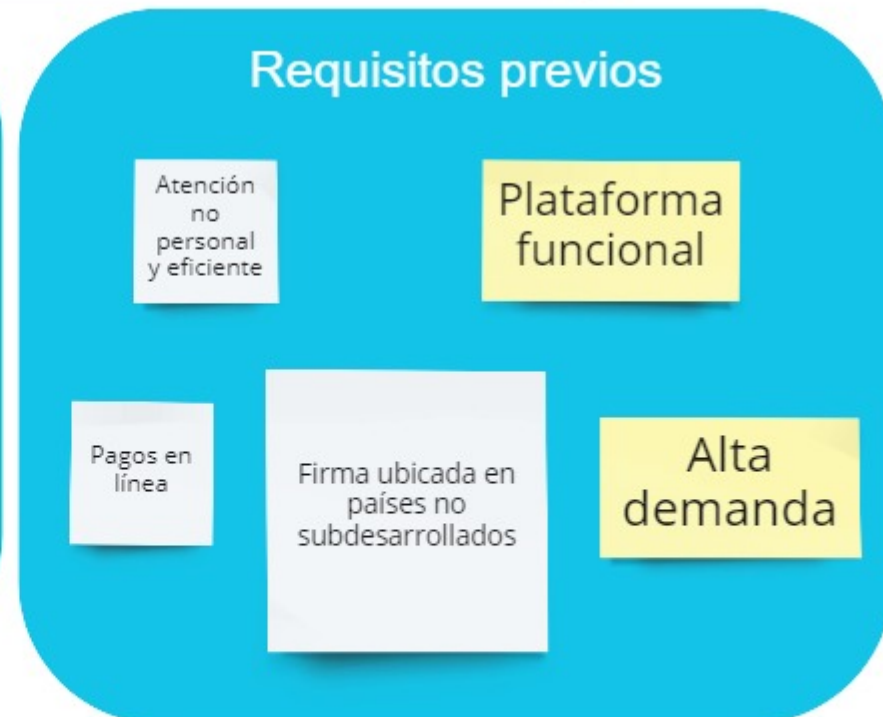 Requisitos previos
Atención
no
personal
y eficiente
Plataforma
funcional
Pagos en
línea
Firma ubicada en
países no
subdesarrollados
Alta
demanda